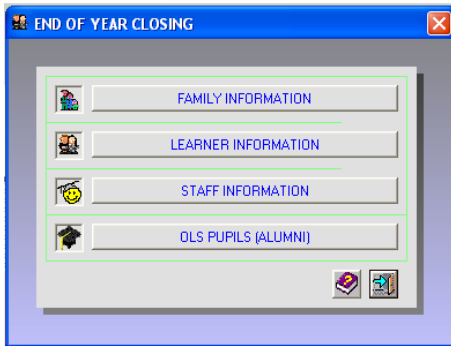 END OF YEAR CLOSING
FAMILY INFORMATION
LEARNER INFORMATION
STAFF INFORMATION
OLS PUPILS (ALUMNI)